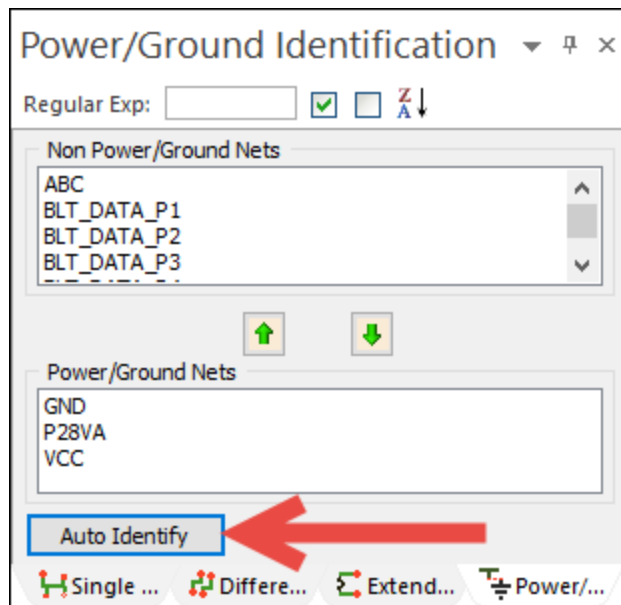 Power/Ground Identification
Regular Exp:
Non Power/Ground Nets
ABC
BLT_DATA_P1
BLT_DATA_P2
BLT_DATA_P3
Power/Ground Nets
GND
P28VA
VCC
Auto Identify
Single ... Differe... Extend... Power/...